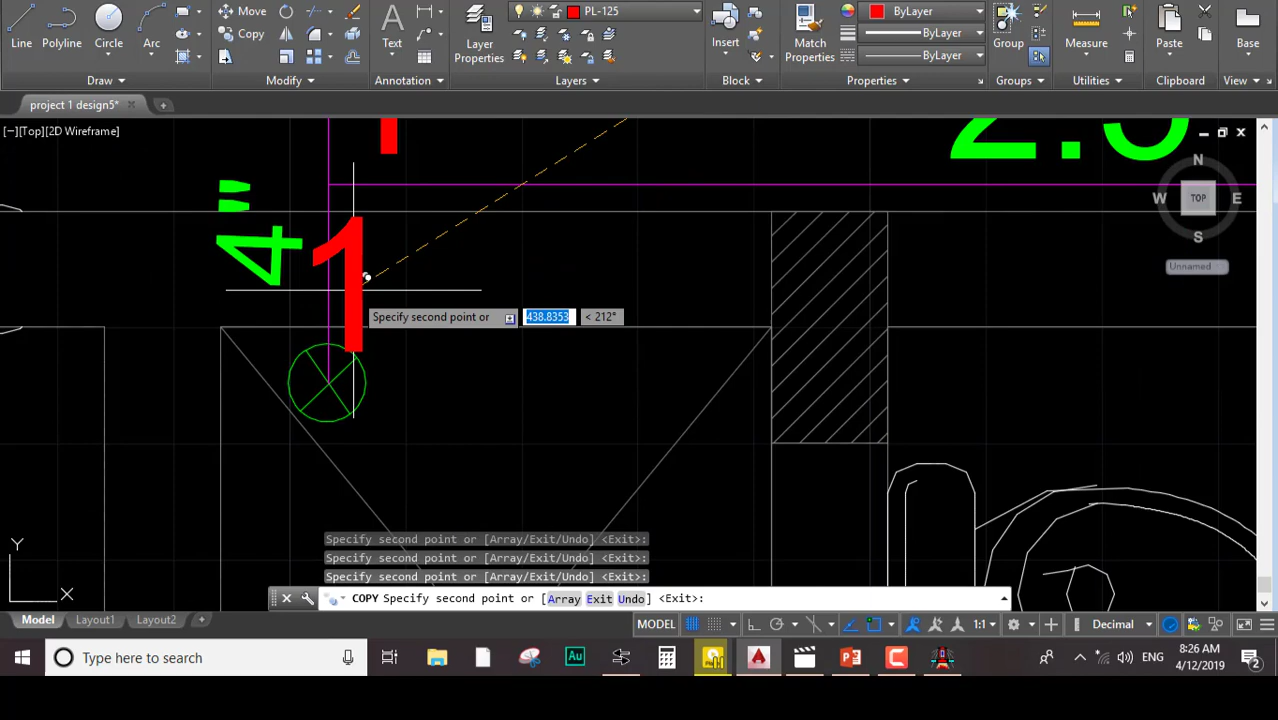 Line
Polyline
Circle
Arc
Move
Copy
Text
Layer
Properties
PL-125
Insert
Match
Properties
ByLayer
ByLayer
ByLayer
Group
Measure
Paste
Base
Draw
Modify
Annotation
Layers
Block
Properties
Groups
Utilities
Clipboard
View
project 1 design5*
[−][Top][2D Wireframe]
N
W
TOP
E
S
Unnamed
4"
1
Specify second point or
438.8353
< 212°
Y
X
Specify second point or [Array/Exit/Undo] <Exit>:
Specify second point or [Array/Exit/Undo] <Exit>:
Specify second point or [Array/Exit/Undo] <Exit>:
COPY Specify second point or [Array Exit Undo] <Exit>:
Model
Layout1
Layout2
MODEL
1:1
Decimal
Type here to search
Au
ENG
8:26 AM
4/12/2019
2